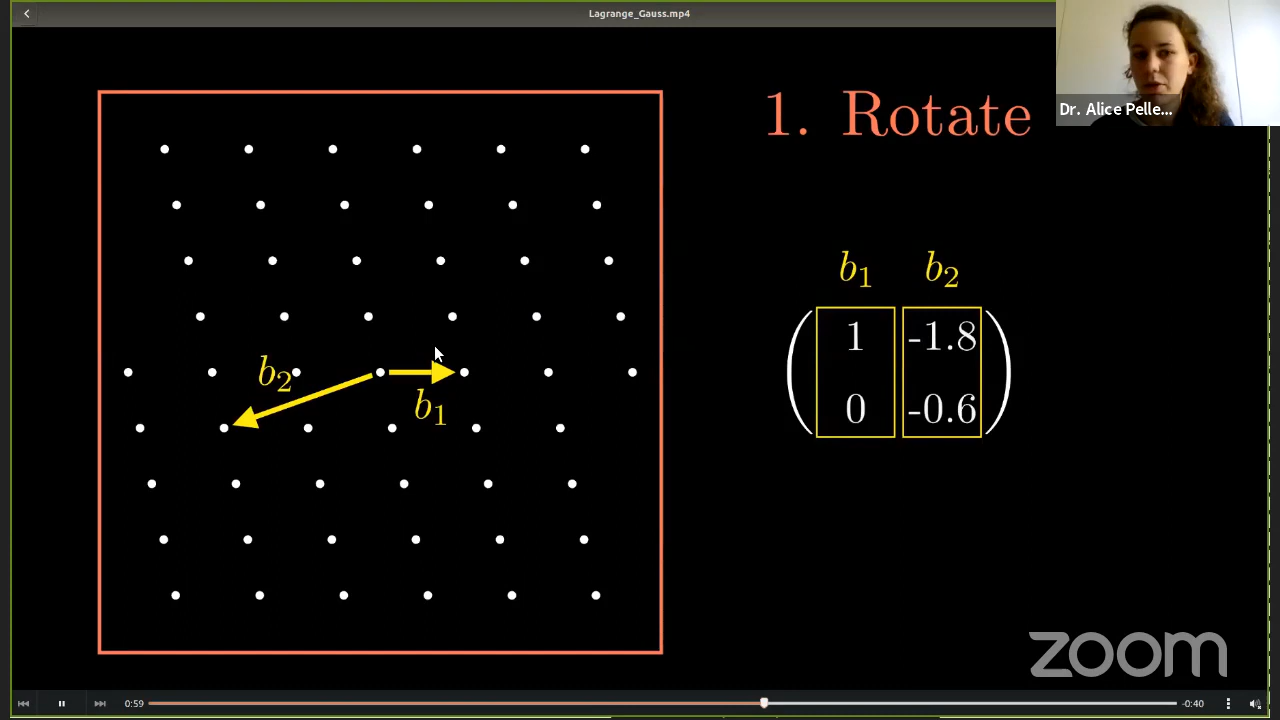 Lagrange_Gauss.mp4
Dr. Alice Pelle...
1. Rotate
b1 b2
1 -1.8
0 -0.6
b2
b1
zoom
0:59 -0:40